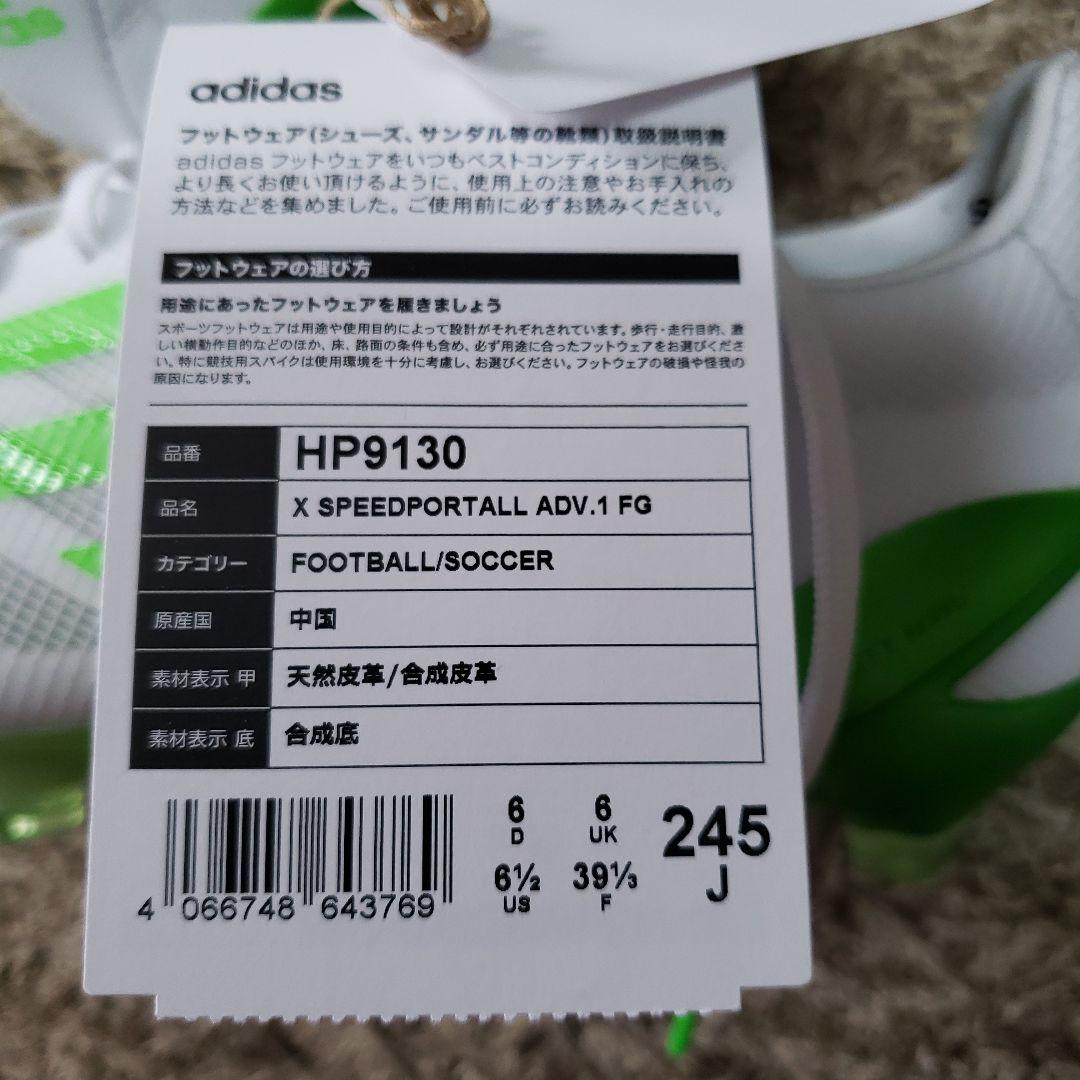 adidas
フットウェア(シューズ、サンダル等の靴類)取扱説明書
adidas フットウェアをいつもベストコンディションに保ち、
より長くお使い頂けるように、使用上の注意やお手入れの
方法などを集めました。ご使用前に必ずお読みください。
フットウェアの選び方
用途にあったフットウェアを履きましょう
スポーツフットウェアは用途や使用目的によって設計がそれぞれされています。歩行・走行目的、激
しい横動作目的などのほか、床、路面の条件も含め、必ず用途に合ったフットウェアをお選びくださ
い。特に競技用スパイクは使用環境を十分に考慮し、お選びください。フットウェアの破損や怪我の
原因になります。
品番 HP9130
品名 X SPEEDPORTALL ADV.1 FG
カテゴリー FOOTBALL/SOCCER
原産国 中国
素材表示 甲 天然皮革/合成皮革
素材表示 底 合成底
6 D 6 UK 245 J
6½ US 39⅓ F
4 066748 643769